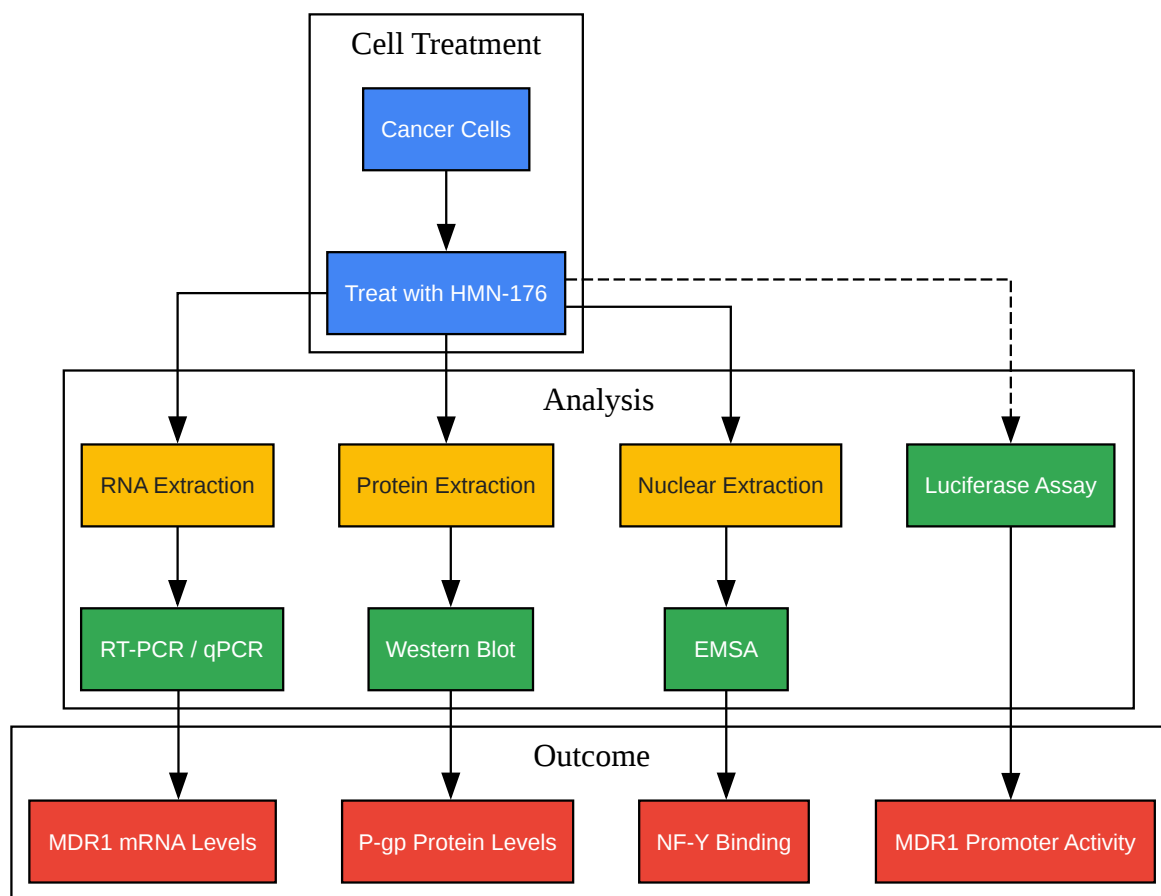 Cell Treatment
Cancer Cells
Treat with HMN-176
Analysis
RNA Extraction
Protein Extraction
Nuclear Extraction
Luciferase Assay
RT-PCR / qPCR
Western Blot
EMSA
Outcome
MDR1 mRNA Levels
P-gp Protein Levels
NF-Y Binding
MDR1 Promoter Activity